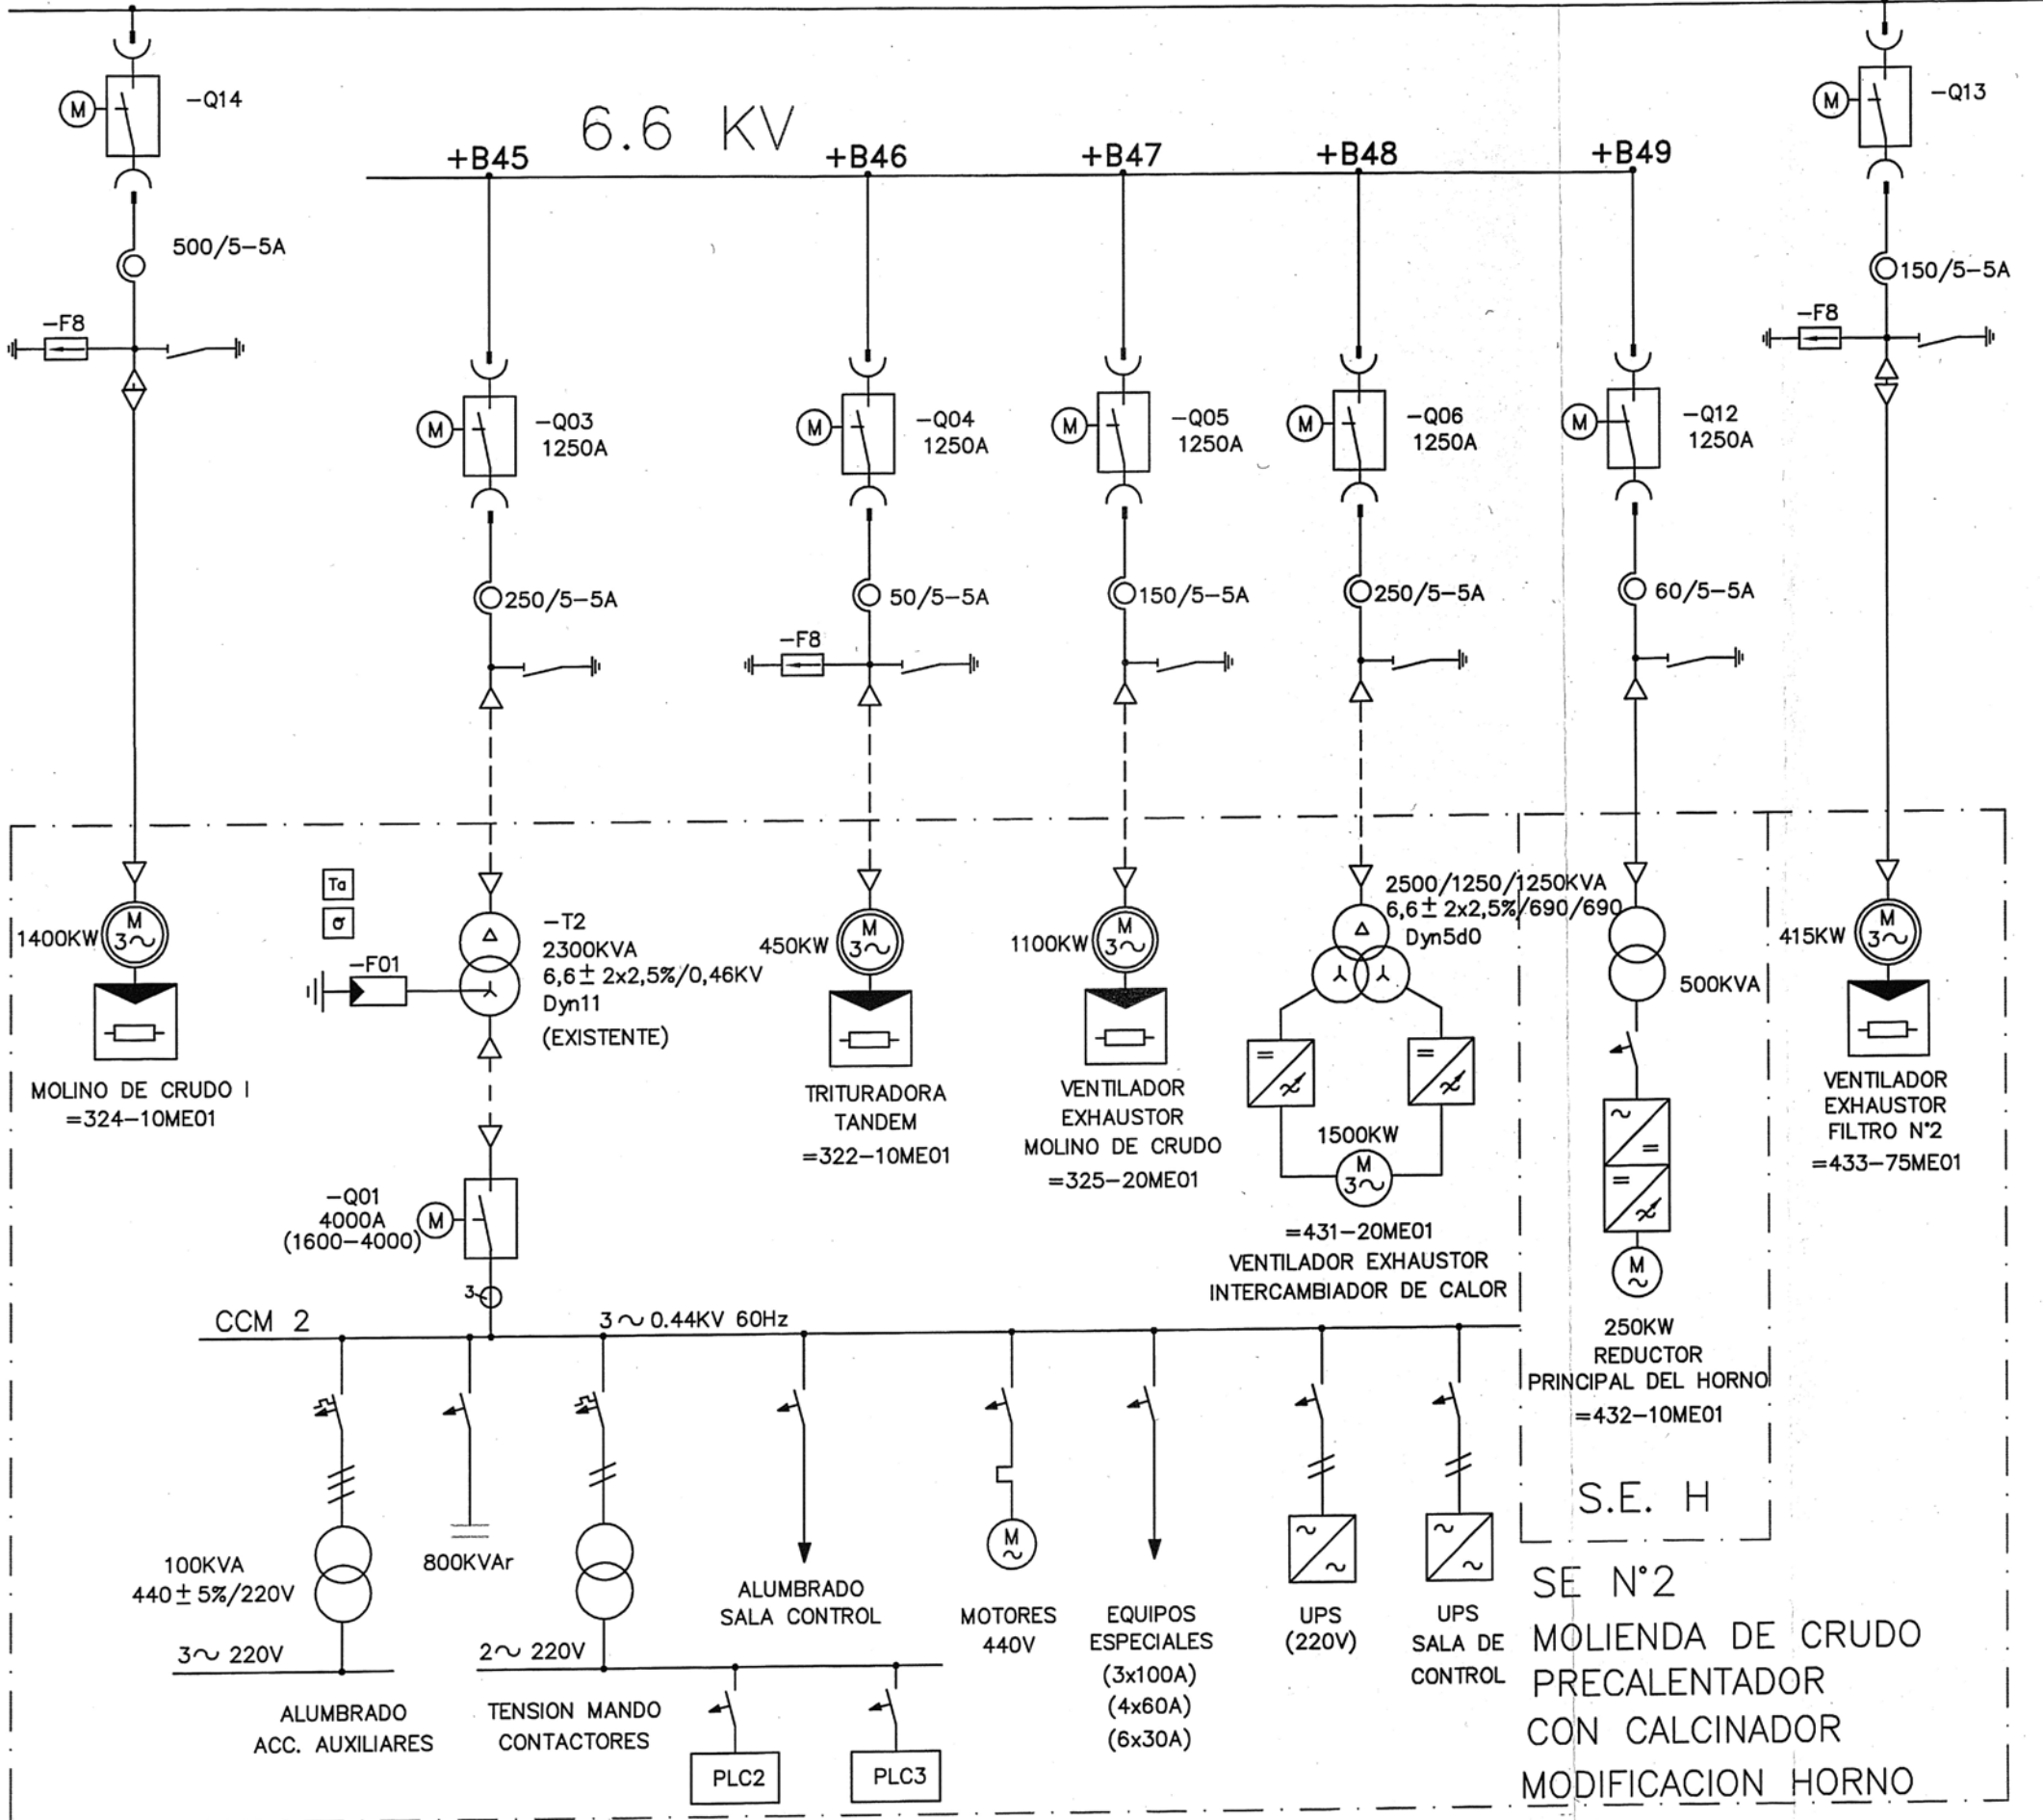 -Q14
-Q13
6.6 KV
+B45
+B46
+B47
+B48
+B49
M
M
500/5-5A
150/5-5A
-F8
-F8
M
-Q03
1250A
M
-Q04
1250A
M
-Q05
1250A
M
-Q06
1250A
M
-Q12
1250A
250/5-5A
50/5-5A
150/5-5A
250/5-5A
60/5-5A
-F8
1400KW
M
3~
MOLINO DE CRUDO I
=324-10ME01
Ta
σ
-F01
-T2
2300KVA
6,6± 2x2,5%/0,46KV
Dyn11
(EXISTENTE)
450KW
M
3~
TRITURADORA
TANDEM
=322-10ME01
1100KW
M
3~
VENTILADOR
EXHAUSTOR
MOLINO DE CRUDO
=325-20ME01
2500/1250/1250KVA
6,6± 2x2,5%/690/690
Dyn5d0
1500KW
M
3~
=431-20ME01
VENTILADOR EXHAUSTOR
INTERCAMBIADOR DE CALOR
500KVA
M
~
250KW
REDUCTOR
PRINCIPAL DEL HORNO
=432-10ME01
S.E. H
415KW
M
3~
VENTILADOR
EXHAUSTOR
FILTRO N°2
=433-75ME01
-Q01
4000A
(1600-4000)
M
3
CCM 2
3~0.44KV 60Hz
100KVA
440±5%/220V
3~ 220V
ALUMBRADO
ACC. AUXILIARES
800KVAr
2~ 220V
TENSION MANDO
CONTACTORES
PLC2
PLC3
ALUMBRADO
SALA CONTROL
M
~
MOTORES
440V
EQUIPOS
ESPECIALES
(3x100A)
(4x60A)
(6x30A)
UPS
(220V)
UPS
SALA DE
CONTROL
SE N°2
MOLIENDA DE CRUDO
PRECALENTADOR
CON CALCINADOR
MODIFICACION HORNO